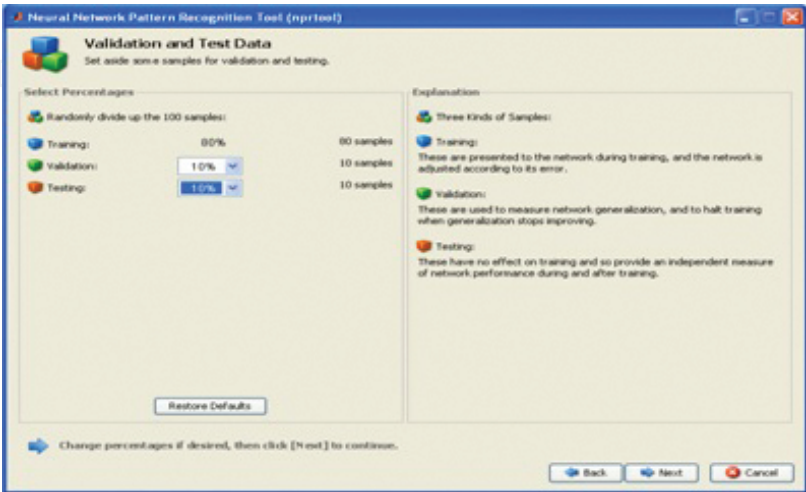 Neural Network Pattern Recognition Tool (nprtool)
Validation and Test Data
Set aside some samples for validation and testing.
Select Percentages
Randomly divide up the 100 samples:
Training: 80% 80 samples
Validation: 10% 10 samples
Testing: 10% 10 samples
Restore Defaults
Explanation
Three Kinds of Samples:
Training:
These are presented to the network during training, and the network is
adjusted according to its error.
Validation:
These are used to measure network generalization, and to halt training
when generalization stops improving.
Testing:
These have no effect on training and so provide an independent measure
of network performance during and after training.
Change percentages if desired, then click [Next] to continue.
Back Next Cancel